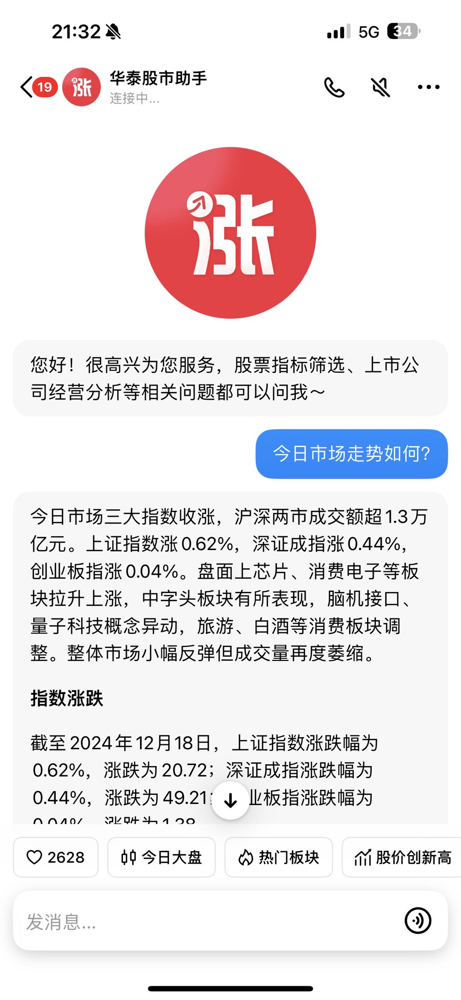 21:32
5G
34
19
涨
华泰股市助手
连接中...
涨
您好！很高兴为您服务，股票指标筛选、上市公
司经营分析等相关问题都可以问我～
今日市场走势如何?
今日市场三大指数收涨，沪深两市成交额超1.3万
亿元。上证指数涨0.62%，深证成指涨0.44%，
创业板指涨0.04%。盘面上芯片、消费电子等板
块拉升上涨，中字头板块有所表现，脑机接口、
量子科技概念异动，旅游、白酒等消费板块调
整。整体市场小幅反弹但成交量再度萎缩。
指数涨跌
截至2024年12月18日，上证指数涨跌幅为
0.62%，涨跌为20.72；深证成指涨跌幅为
0.44%，涨跌为49.21；业板指涨跌幅为
0.04%，涨跌为1.38
2628
今日大盘
热门板块
股价创新高
发消息...